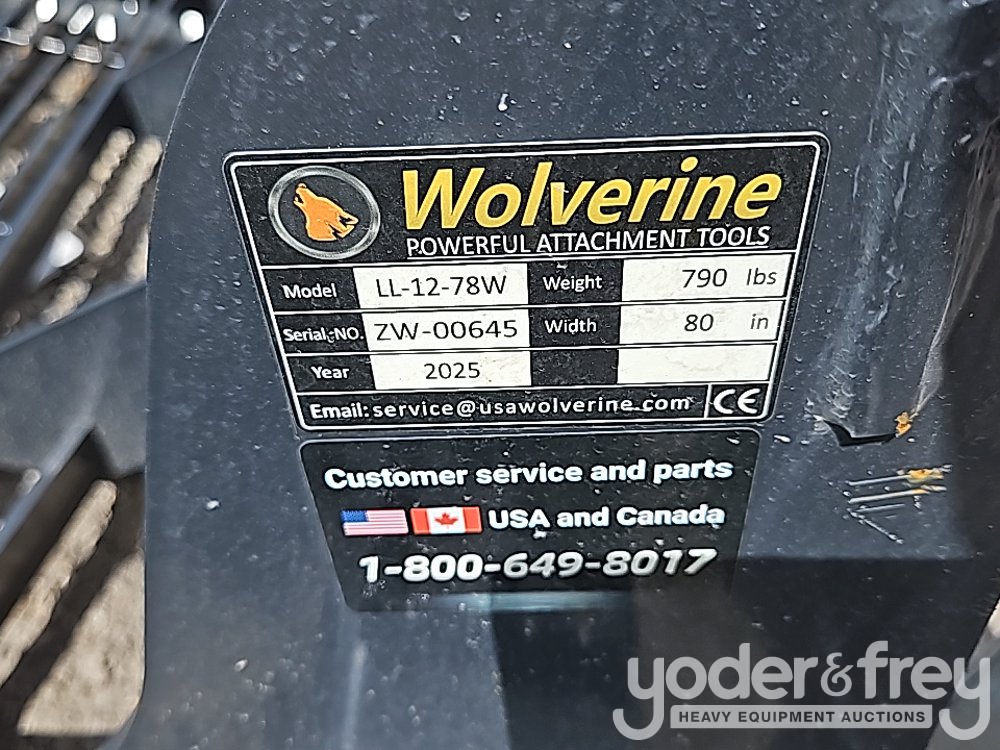 Wolverine
POWERFUL ATTACHMENT TOOLS
Model LL-12-78W Weight 790 lbs
Serial-NO. ZW-00645 Width 80 in
Year 2025
Email: service@usawolverine.com CE
Customer service and parts
USA and Canada
1-800-649-8017
yoder&frey
HEAVY EQUIPMENT AUCTIONS